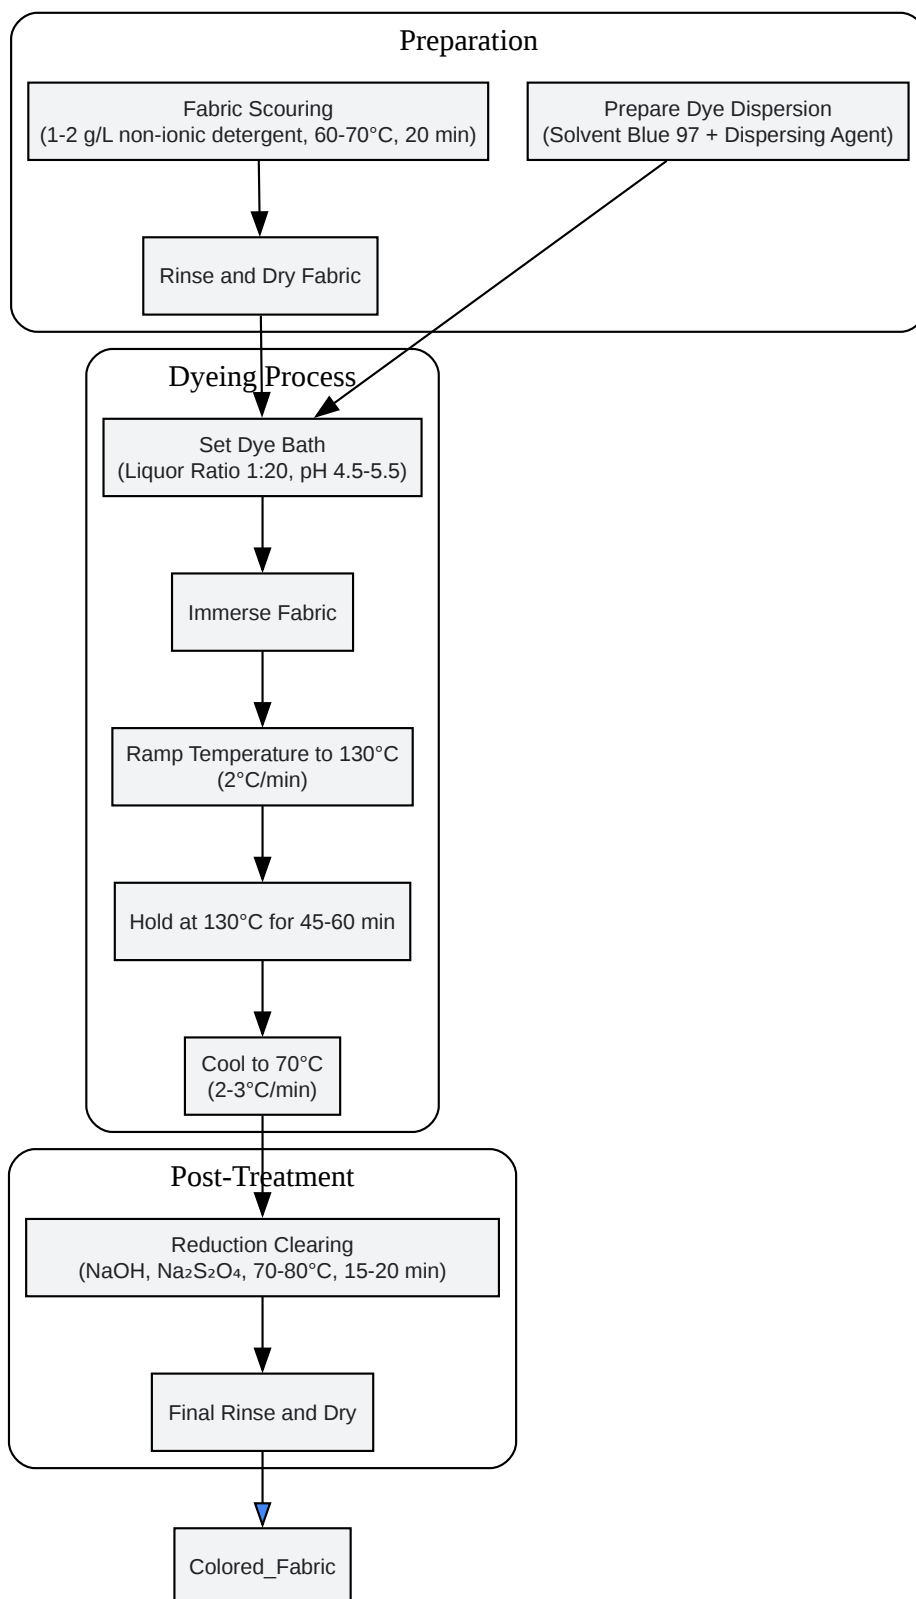 Preparation
Fabric Scouring
(1-2 g/L non-ionic detergent, 60-70°C, 20 min)
Prepare Dye Dispersion
(Solvent Blue 97 + Dispersing Agent)
Rinse and Dry Fabric
Dyeing Process
Set Dye Bath
(Liquor Ratio 1:20, pH 4.5-5.5)
Immerse Fabric
Ramp Temperature to 130°C
(2°C/min)
Hold at 130°C for 45-60 min
Cool to 70°C
(2-3°C/min)
Post-Treatment
Reduction Clearing
(NaOH, Na₂S₂O₄, 70-80°C, 15-20 min)
Final Rinse and Dry
Colored_Fabric